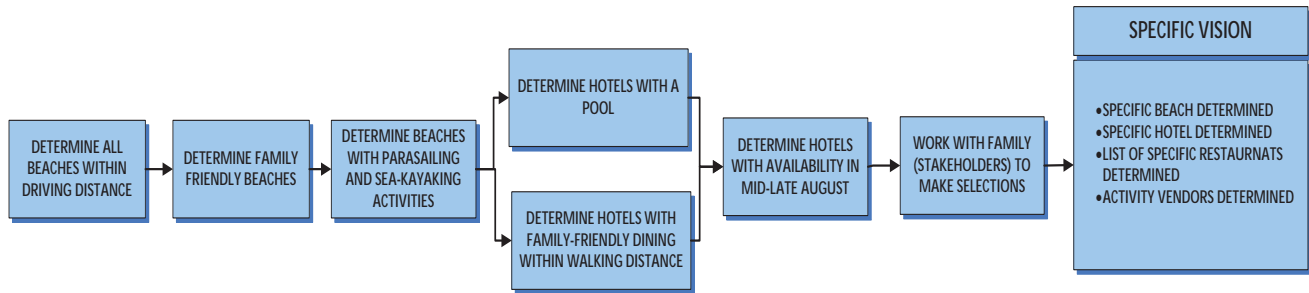 DETERMINE ALL
BEACHES WITHIN
DRIVING DISTANCE
DETERMINE FAMILY
FRIENDLY BEACHES
DETERMINE BEACHES
WITH PARASAILING
AND SEA-KAYAKING
ACTIVITIES
DETERMINE HOTELS WITH A
POOL
DETERMINE HOTELS WITH
FAMILY-FRIENDLY DINING
WITHIN WALKING DISTANCE
DETERMINE HOTELS
WITH AVAILABILITY IN
MID-LATE AUGUST
WORK WITH FAMILY
(STAKEHOLDERS) TO
MAKE SELECTIONS
SPECIFIC VISION
•SPECIFIC BEACH DETERMINED
•SPECIFIC HOTEL DETERMINED
•LIST OF SPECIFIC RESTAURNATS
DETERMINED
•ACTIVITY VENDORS DETERMINED